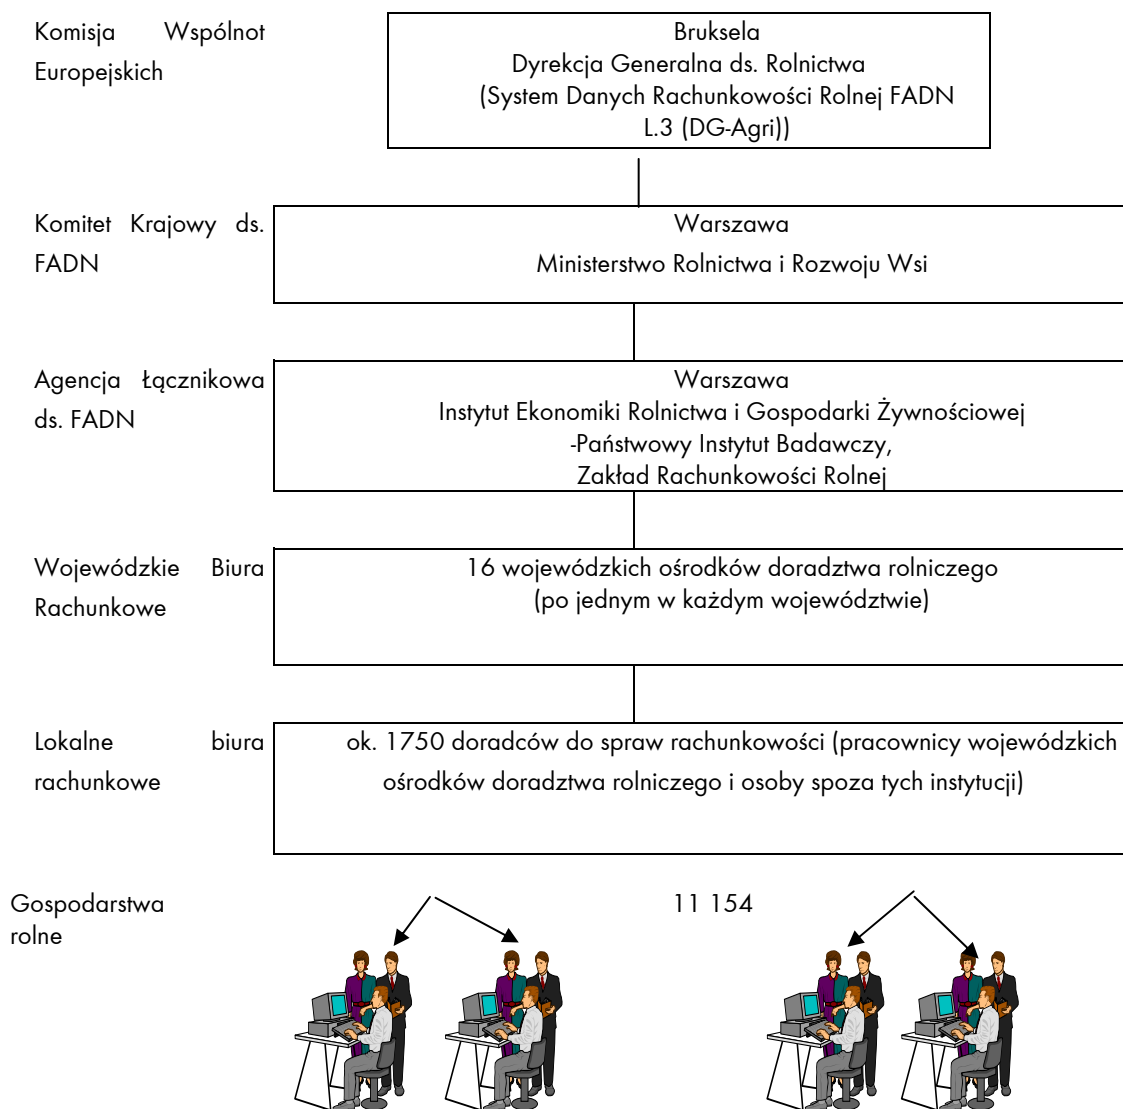 Komisja Wspólnot
Europejskich
Bruksela
Dyrekcja Generalna ds. Rolnictwa
(System Danych Rachunkowości Rolnej FADN
L.3 (DG-Agri))
Komitet Krajowy ds.
FADN
Warszawa
Ministerstwo Rolnictwa i Rozwoju Wsi
Agencja Łącznikowa
ds. FADN
Warszawa
Instytut Ekonomiki Rolnictwa i Gospodarki Żywnościowej
-Państwowy Instytut Badawczy,
Zakład Rachunkowości Rolnej
Wojewódzkie Biura
Rachunkowe
16 wojewódzkich ośrodków doradztwa rolniczego
(po jednym w każdym województwie)
Lokalne biura
rachunkowe
ok. 1750 doradców do spraw rachunkowości (pracownicy wojewódzkich
ośrodków doradztwa rolniczego i osoby spoza tych instytucji)
Gospodarstwa
rolne
11 154